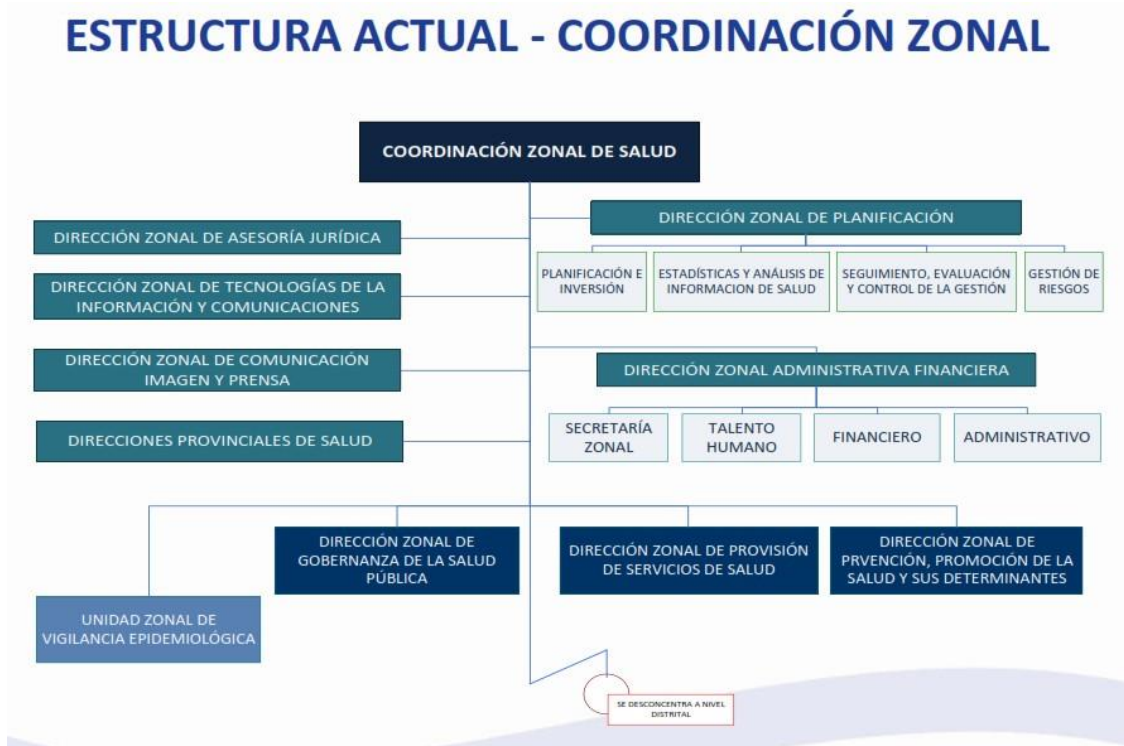 ESTRUCTURA ACTUAL - COORDINACIÓN ZONAL
COORDINACIÓN ZONAL DE SALUD
DIRECCIÓN ZONAL DE PLANIFICACIÓN
DIRECCIÓN ZONAL DE ASESORÍA JURÍDICA
PLANIFICACIÓN E
INVERSIÓN
ESTADÍSTICAS Y ANÁLISIS DE
INFORMACION DE SALUD
SEGUIMIENTO, EVALUACIÓN
Y CONTROL DE LA GESTIÓN
GESTIÓN DE
RIESGOS
DIRECCIÓN ZONAL DE TECNOLOGÍAS DE LA
INFORMACIÓN Y COMUNICACIONES
DIRECCIÓN ZONAL DE COMUNICACIÓN
IMAGEN Y PRENSA
DIRECCIÓN ZONAL ADMINISTRATIVA FINANCIERA
DIRECCIONES PROVINCIALES DE SALUD
SECRETARÍA
ZONAL
TALENTO
HUMANO
FINANCIERO
ADMINISTRATIVO
DIRECCIÓN ZONAL DE
GOBERNANZA DE LA SALUD
PÚBLICA
DIRECCIÓN ZONAL DE PROVISIÓN
DE SERVICIOS DE SALUD
DIRECCIÓN ZONAL DE
PRVENCIÓN, PROMOCIÓN DE LA
SALUD Y SUS DETERMINANTES
UNIDAD ZONAL DE
VIGILANCIA EPIDEMIOLÓGICA
SE DESCONCENTRA A NIVEL
DISTRITAL